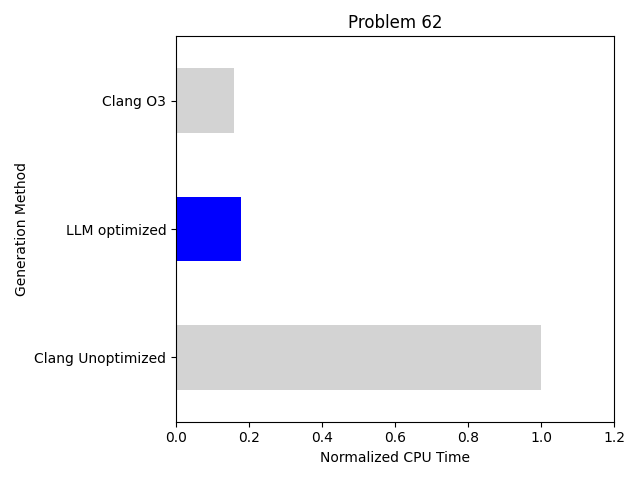 Problem 62
Generation Method
Clang O3
LLM optimized
Clang Unoptimized
0.0 0.2 0.4 0.6 0.8 1.0 1.2
Normalized CPU Time